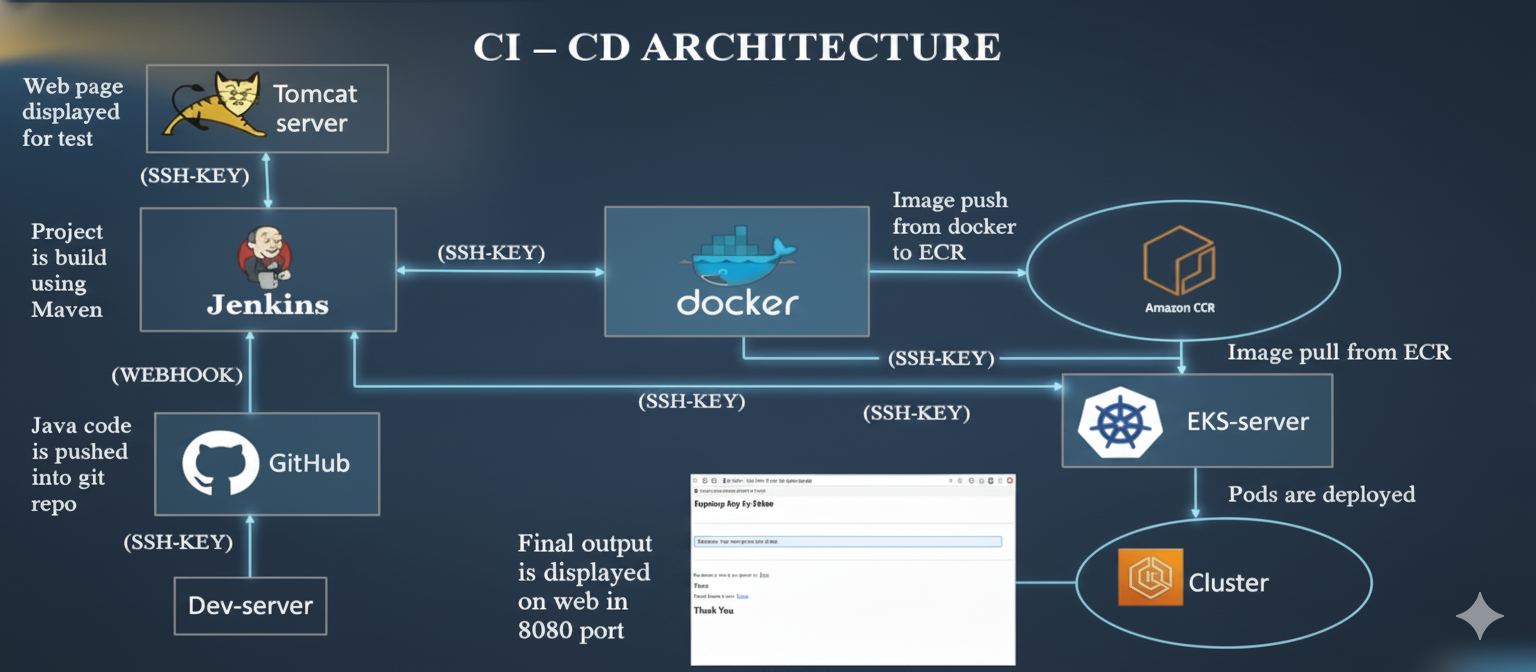 CI – CD ARCHITECTURE
Web page
displayed
for test
Tomcat
server
(SSH-KEY)
Project
is build
using
Maven
Jenkins
(SSH-KEY)
docker
Image push
from docker
to ECR
Amazon CCR
(WEBHOOK)
(SSH-KEY)
Image pull from ECR
(SSH-KEY)
(SSH-KEY)
EKS-server
Java code
is pushed
into git
repo
GitHub
Pods are deployed
(SSH-KEY)
Dev-server
Final output
is displayed
on web in
8080 port
Thuk You
Cluster